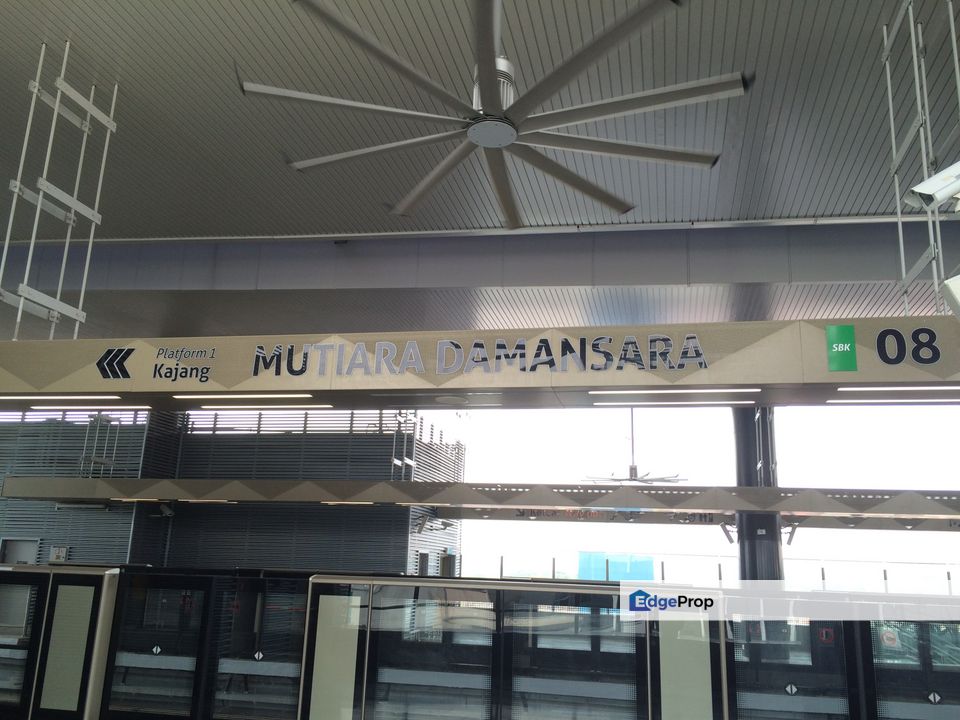 Platform 1
Kajang
MUTIARA DAMANSARA
SBK
08
EdgeProp